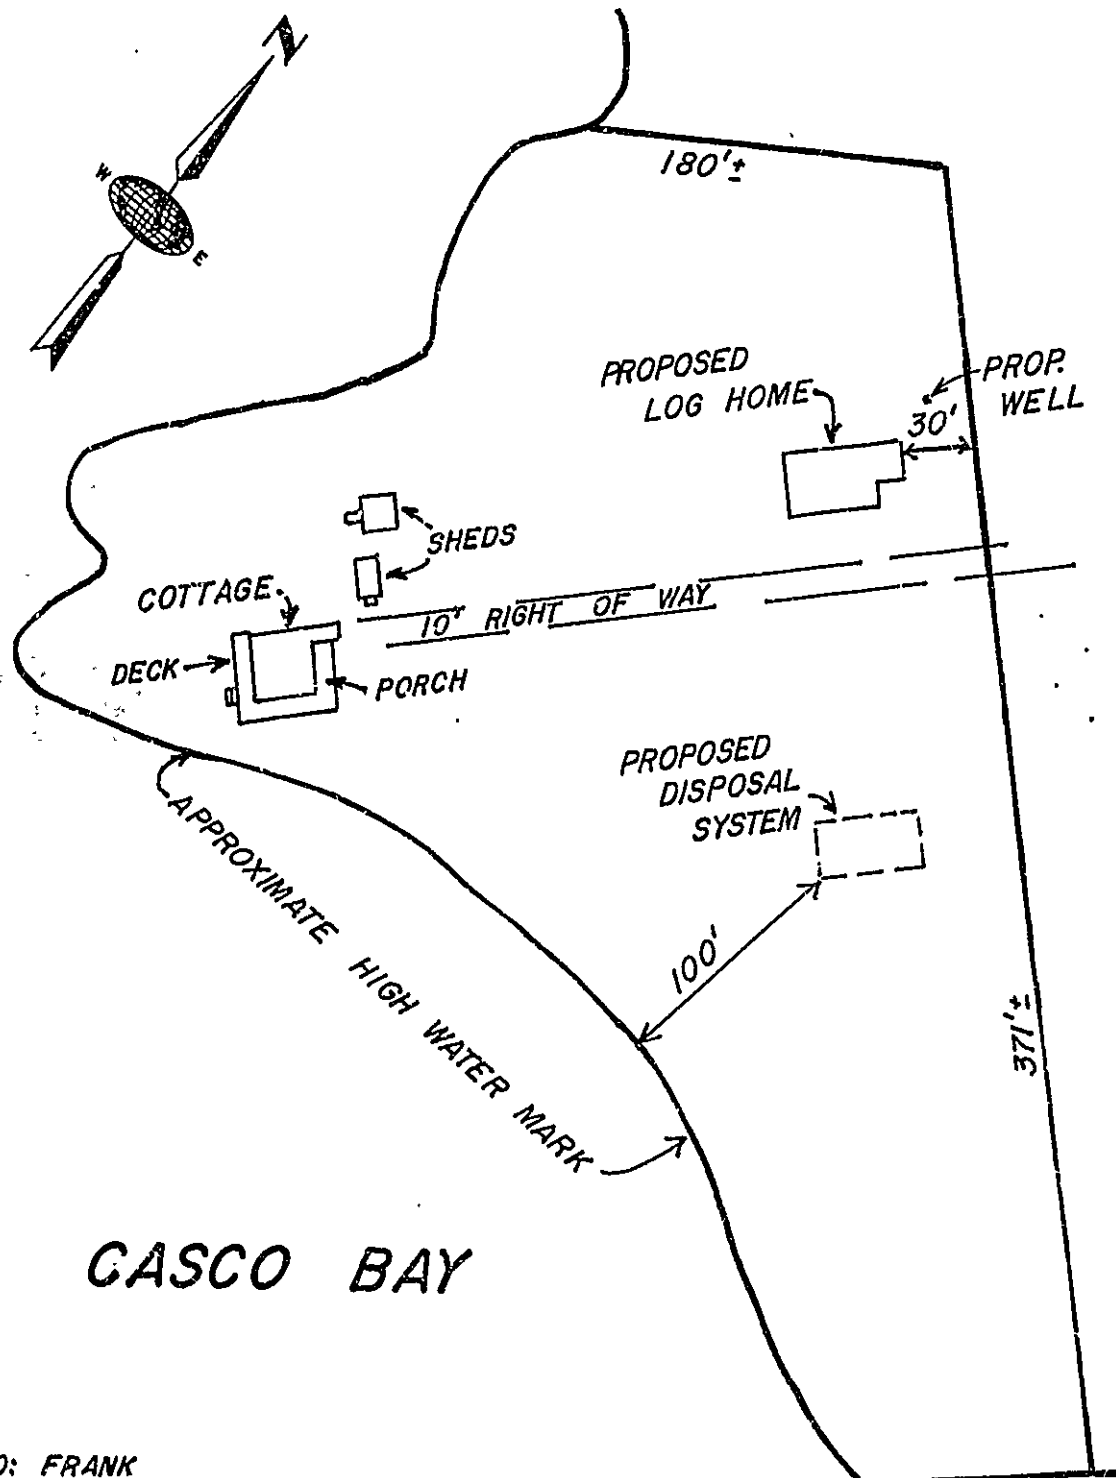 N
W
E
180'±
PROPOSED
LOG HOME
PROP.
WELL
30'
SHEDS
COTTAGE
10' RIGHT OF WAY
DECK
PORCH
PROPOSED
DISPOSAL
SYSTEM
APPROXIMATE HIGH WATER MARK
100'
371'±
CASCO BAY
FRANK